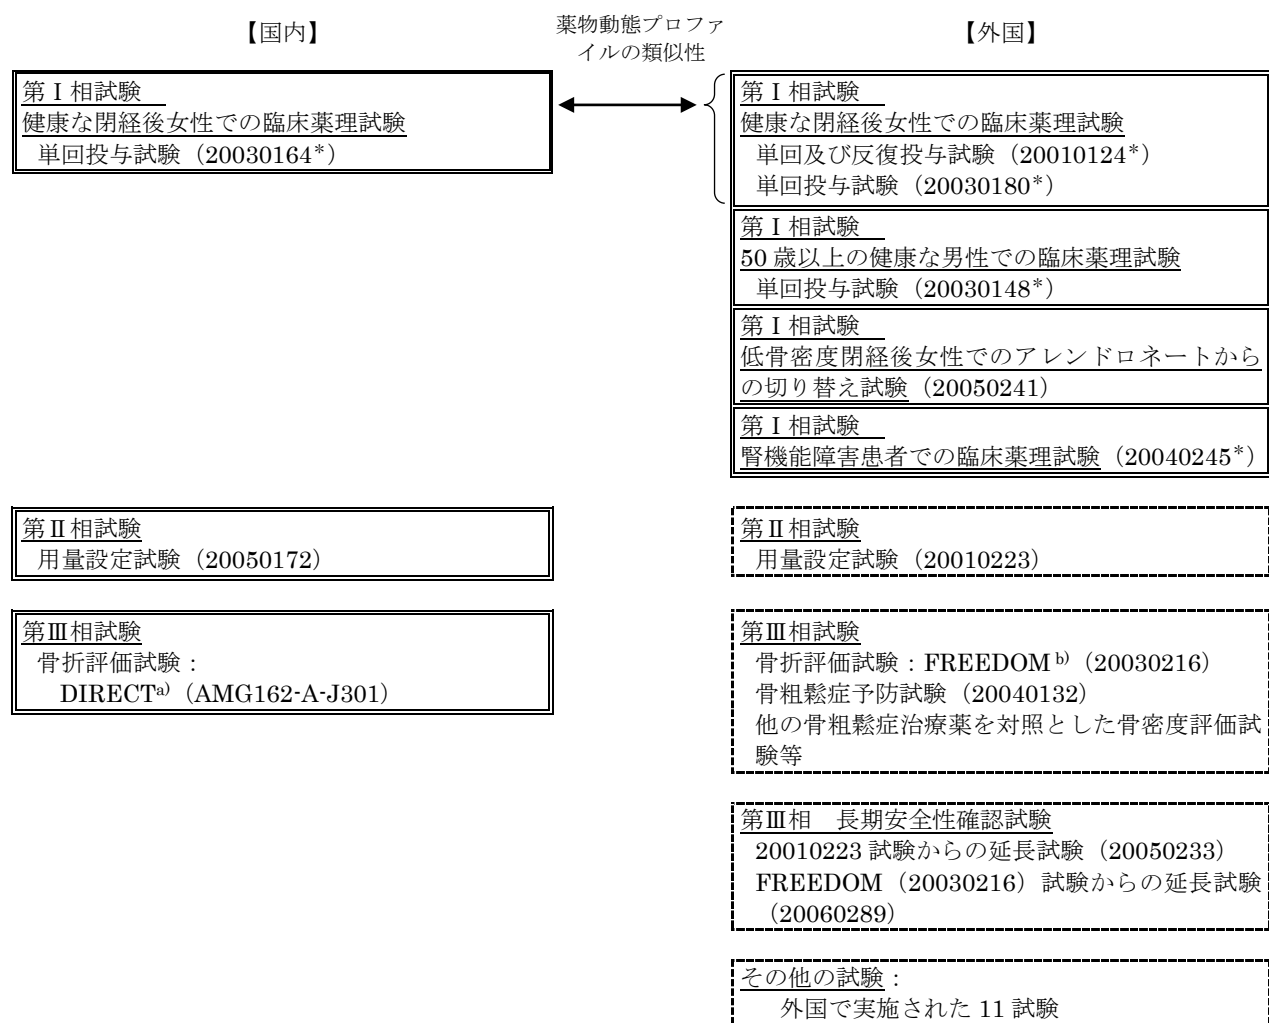 【国内】
薬物動態プロファ
イルの類似性
【外国】
第Ⅰ相試験
健康な閉経後女性での臨床薬理試験
単回投与試験（20030164*）
第Ⅰ相試験
健康な閉経後女性での臨床薬理試験
単回及び反復投与試験（20010124*）
単回投与試験（20030180*）
第Ⅰ相試験
50 歳以上の健康な男性での臨床薬理試験
単回投与試験（20030148*）
第Ⅰ相試験
低骨密度閉経後女性でのアレンドロネートから
の切り替え試験（20050241）
第Ⅰ相試験
腎機能障害患者での臨床薬理試験（20040245*）
第Ⅱ相試験
用量設定試験（20050172）
第Ⅱ相試験
用量設定試験（20010223）
第Ⅲ相試験
骨折評価試験：
DIRECTa)（AMG162-A-J301）
第Ⅲ相試験
骨折評価試験：FREEDOM b)（20030216）
骨粗鬆症予防試験（20040132）
他の骨粗鬆症治療薬を対照とした骨密度評価試
験等
第Ⅲ相　長期安全性確認試験
20010223 試験からの延長試験（20050233）
FREEDOM（20030216）試験からの延長試験
（20060289）
その他の試験：
外国で実施された 11 試験